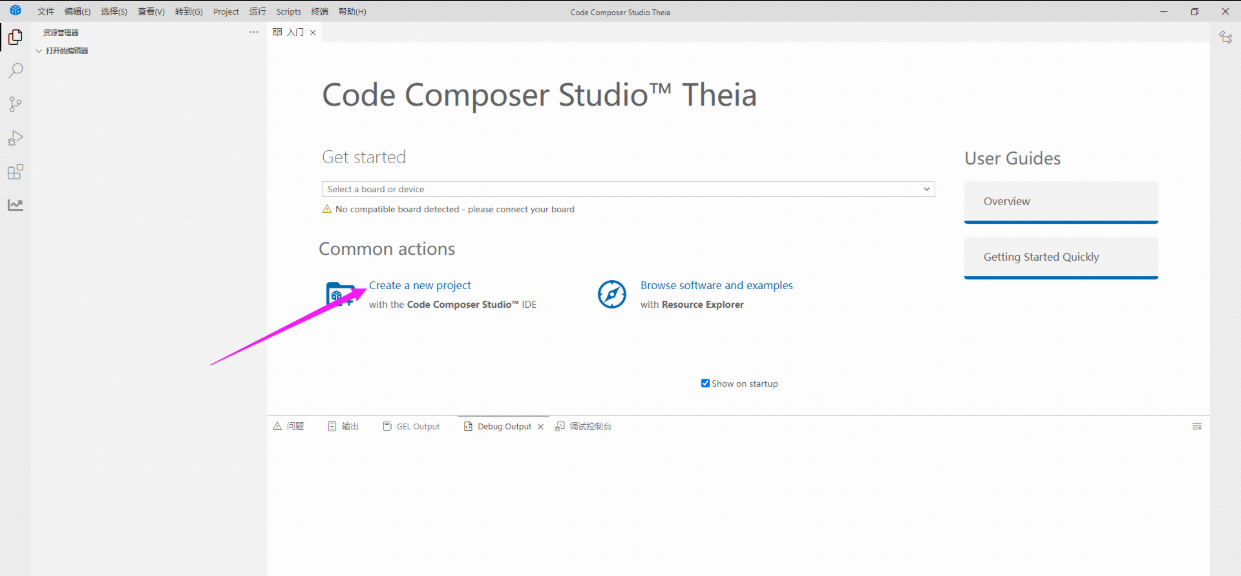 文件 编辑(E) 选择(S) 查看(V) 转到(G) Project 运行 Scripts 终端 帮助(H) Code Composer Studio Theia
资源管理器 ···
打开的编辑器
入门
Code Composer Studio™ Theia
Get started
Select a board or device
No compatible board detected - please connect your board
Common actions
Create a new project
with the Code Composer Studio™ IDE
Browse software and examples
with Resource Explorer
User Guides
Overview
Getting Started Quickly
Show on startup
问题 输出 GEL Output Debug Output 调试控制台